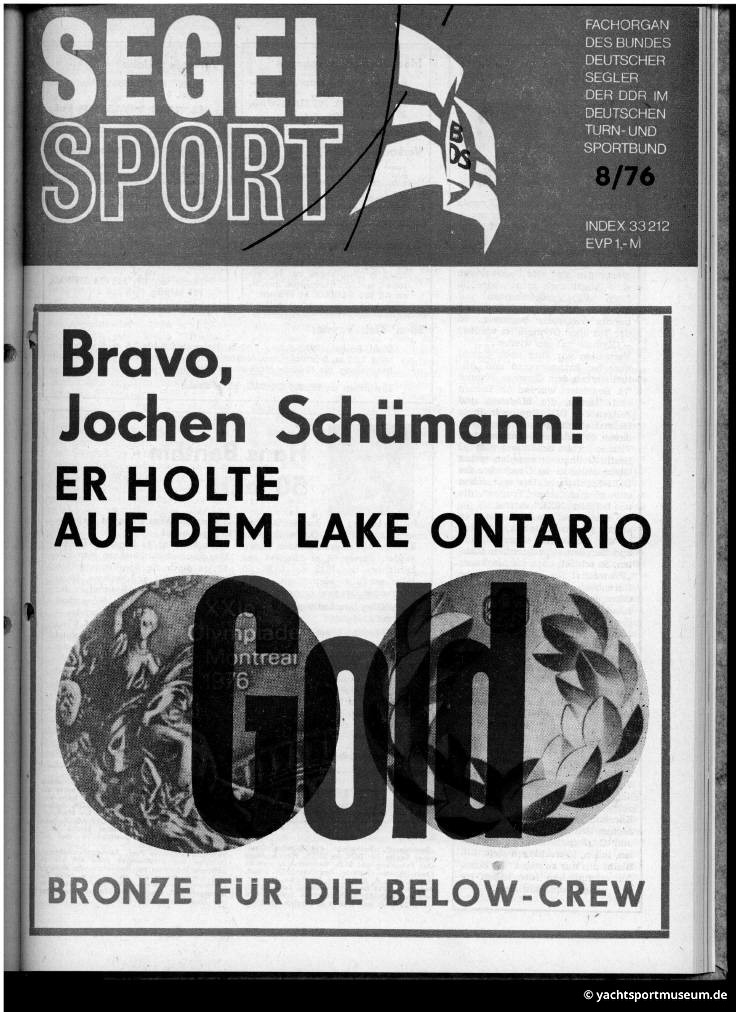 SEGEL
SPORT
B
DS
FACHORGAN
DES BUNDES
DEUTSCHER
SEGLER
DER DDR IM
DEUTSCHEN
TURN- UND
SPORTBUND
8/76
INDEX 33 212
EVP 1,- M
Bravo,
Jochen Schümann!
ER HOLTE
AUF DEM LAKE ONTARIO
Gold
Olympiade
Montreal
1976
BRONZE FÜR DIE BELOW-CREW
© yachtsportmuseum.de